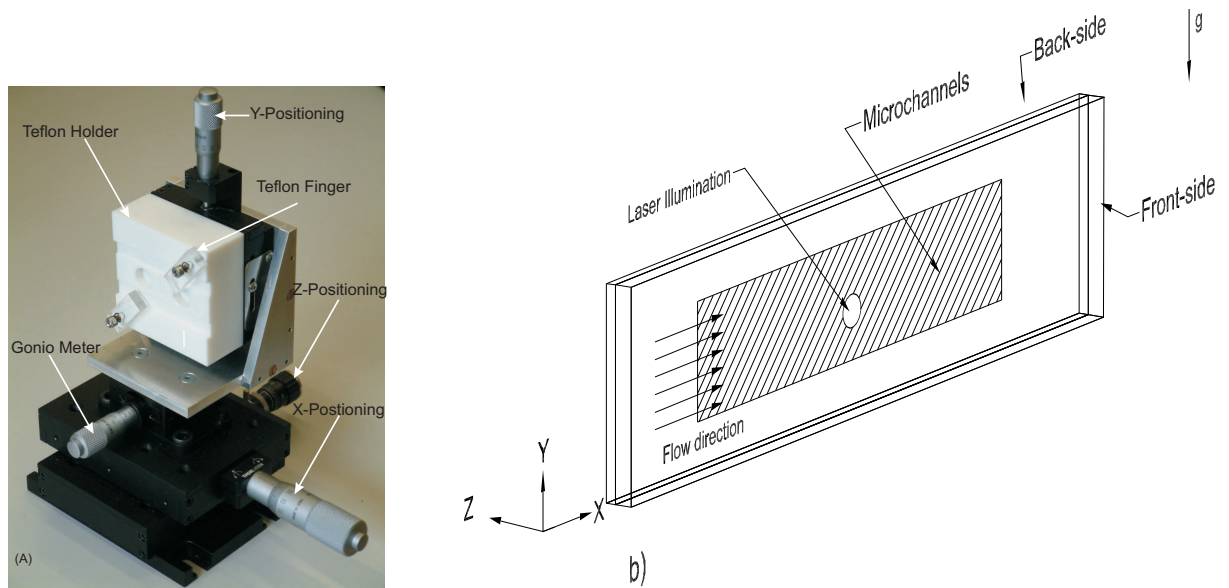 Y-Positioning
Teflon Holder
Teflon Finger
Z-Positioning
Gonio Meter
X-Postioning
(A)
g
Back-side
Microchannels
Laser Illumination
Front-side
Flow direction
Y
Z
X
b)